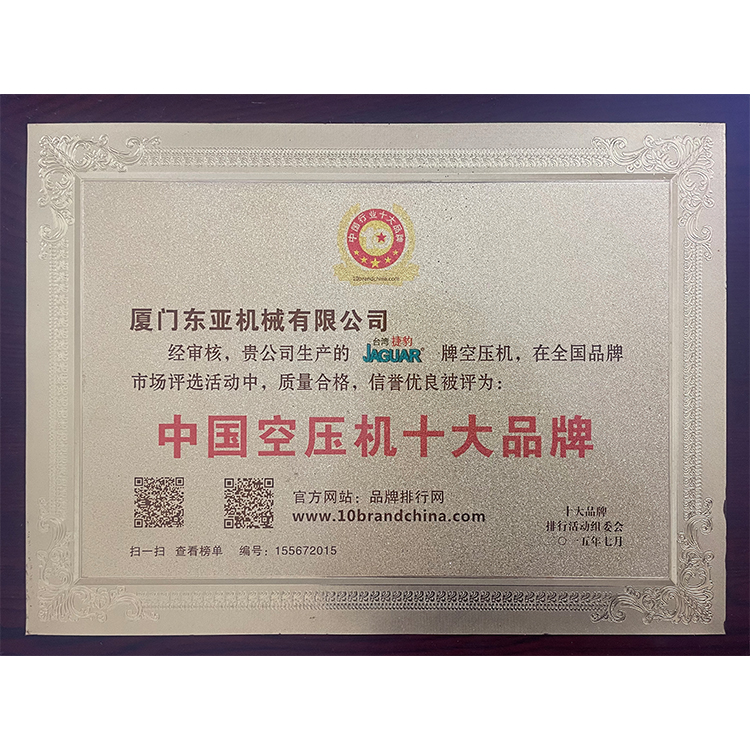 中国行业十大品牌
10brandchina.com
厦门东亚机械有限公司
台湾 捷豹
经审核，贵公司生产的 JAGUAR® 牌空压机，在全国品牌
市场评选活动中，质量合格，信誉优良被评为：
中国空压机十大品牌
官方网站：品牌排行网
www.10brandchina.com
扫一扫 查看榜单 编号：155672015
十大品牌
排行活动组委会
二〇一五年七月